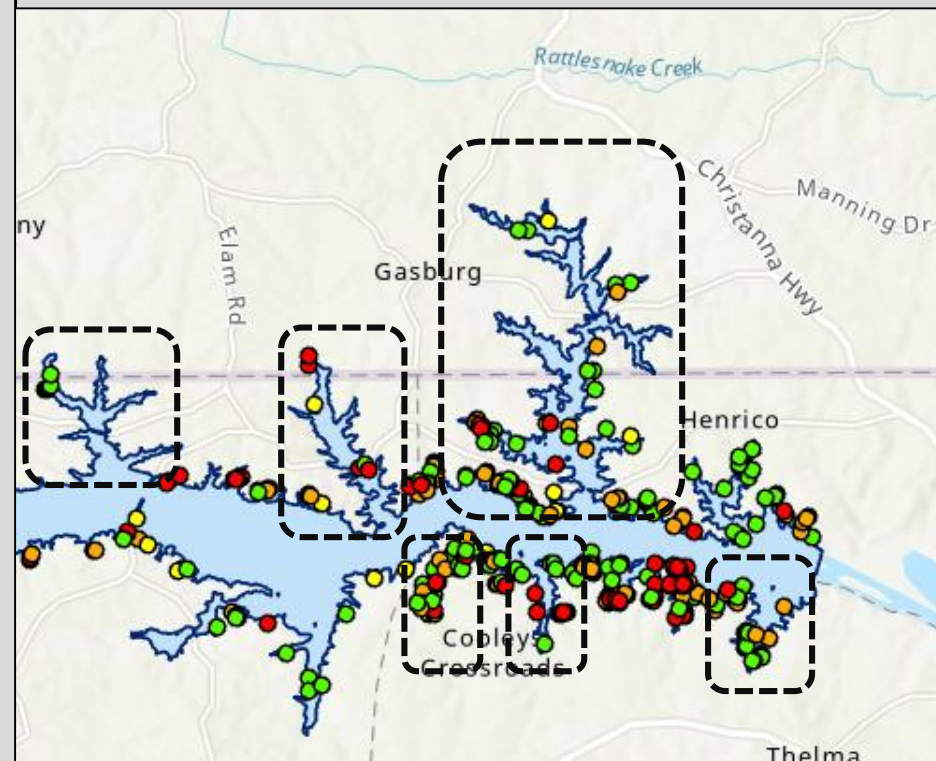 Rattlesnake Creek
Christanna Hwy
Manning Dr
ny
Elam Rd
Gasburg
Henrico
Cooleys
Crossroads
Thelma